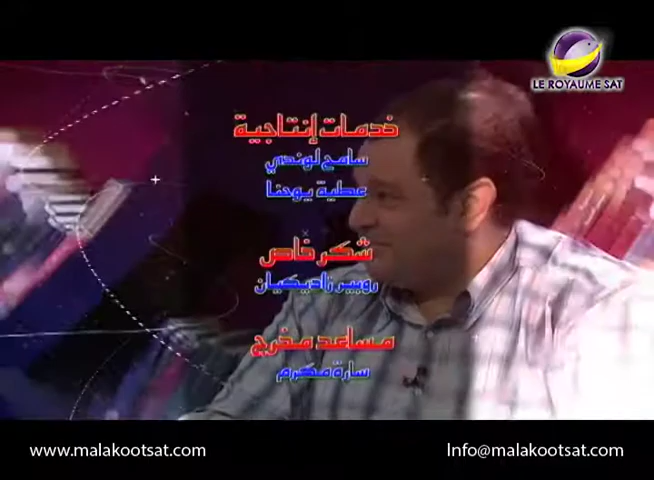 LE ROYAUME SAT
خدمات إنتاجية
سامح لوندي
عطية يوحنا
شكر خاص
روبير زاديكيان
مساعد مخرج
سارة مكرم
www.malakootsat.com
Info@malakootsat.com